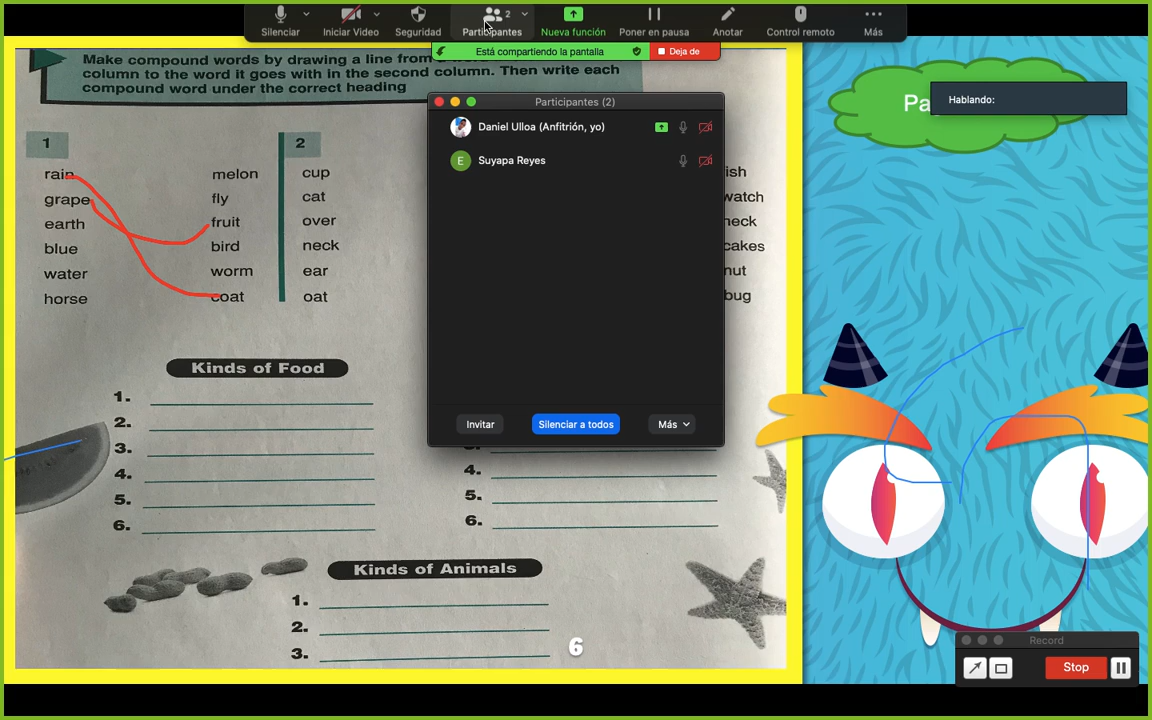 Silenciar
Iniciar Video
Seguridad
2
Participantes
Nueva función
Poner en pausa
Anotar
Control remoto
Más
Está compartiendo la pantalla
Deja de
Make compound words by drawing a line from
column to the word it goes with in the second column. Then write each
compound word under the correct heading
Participantes (2)
Daniel Ulloa (Anfitrión, yo)
E
Suyapa Reyes
Invitar
Silenciar a todos
Más
Hablando:
1
rain melon
grape fly
earth fruit
blue bird
water worm
horse coat
2
cup
cat
over
neck
ear
oat
ish
watch
neck
cakes
nut
bug
Kinds of Food
1.
2.
3.
4.
5.
6.
4.
5.
6.
Kinds of Animals
1.
2.
3.
6
Record
Stop